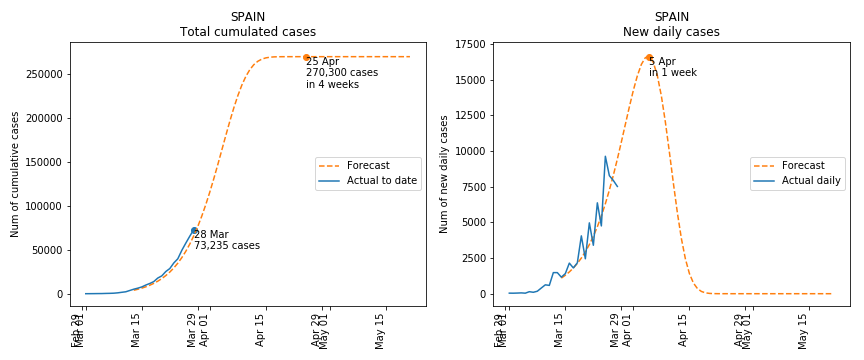 SPAIN
Total cumulated cases
Num of cumulative cases
250000
200000
150000
100000
50000
0
25 Apr
270,300 cases
in 4 weeks
Forecast
Actual to date
28 Mar
73,235 cases
Feb 29
Mar 01
Mar 15
Mar 29
Apr 01
Apr 15
Apr 29
May 01
May 15
SPAIN
New daily cases
Num of new daily cases
17500
15000
12500
10000
7500
5000
2500
0
5 Apr
in 1 week
Forecast
Actual daily
Feb 29
Mar 01
Mar 15
Mar 29
Apr 01
Apr 15
Apr 29
May 01
May 15